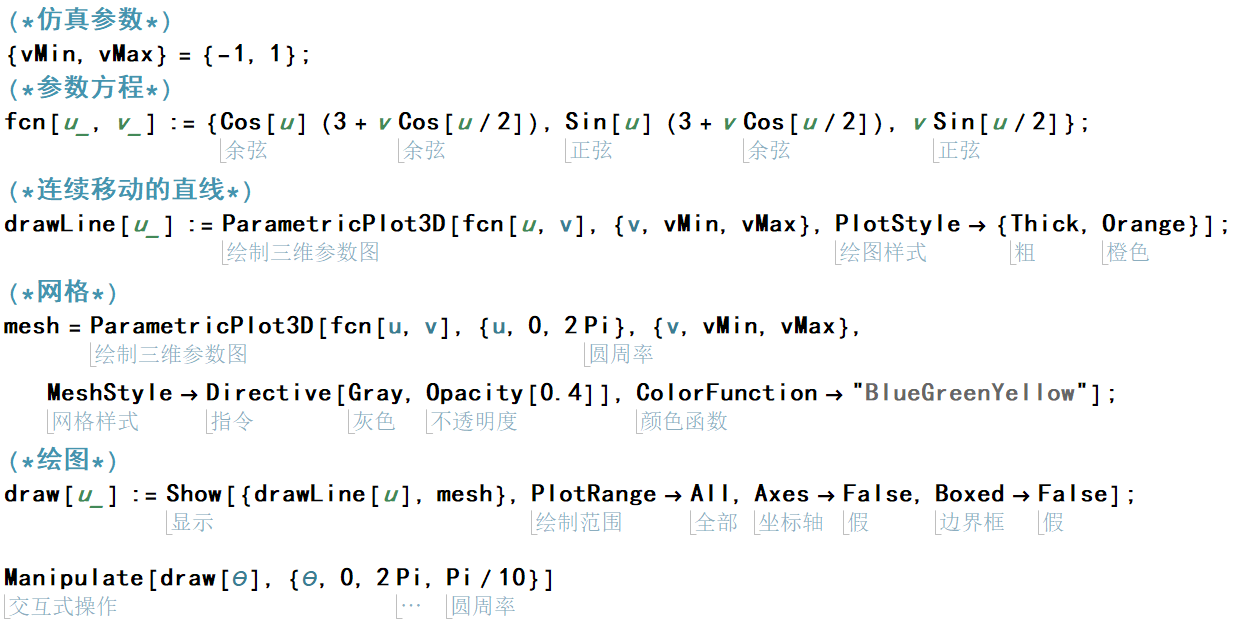 (*仿真参数*)
{vMin, vMax} = {-1, 1};
(*参数方程*)
fcn[u_, v_] := {Cos[u] (3 + v Cos[u / 2]), Sin[u] (3 + v Cos[u / 2]), v Sin[u / 2]};
余弦 余弦 正弦 余弦 正弦
(*连续移动的直线*)
drawLine[u_] := ParametricPlot3D[fcn[u, v], {v, vMin, vMax}, PlotStyle → {Thick, Orange}];
绘制三维参数图 绘图样式 粗 橙色
(*网格*)
mesh = ParametricPlot3D[fcn[u, v], {u, 0, 2 Pi}, {v, vMin, vMax},
绘制三维参数图 圆周率
MeshStyle → Directive[Gray, Opacity[0.4]], ColorFunction → "BlueGreenYellow"];
网格样式 指令 灰色 不透明度 颜色函数
(*绘图*)
draw[u_] := Show[{drawLine[u], mesh}, PlotRange → All, Axes → False, Boxed → False];
显示 绘制范围 全部 坐标轴 假 边界框 假
Manipulate[draw[θ], {θ, 0, 2 Pi, Pi / 10}]
交互式操作 ⋯ 圆周率